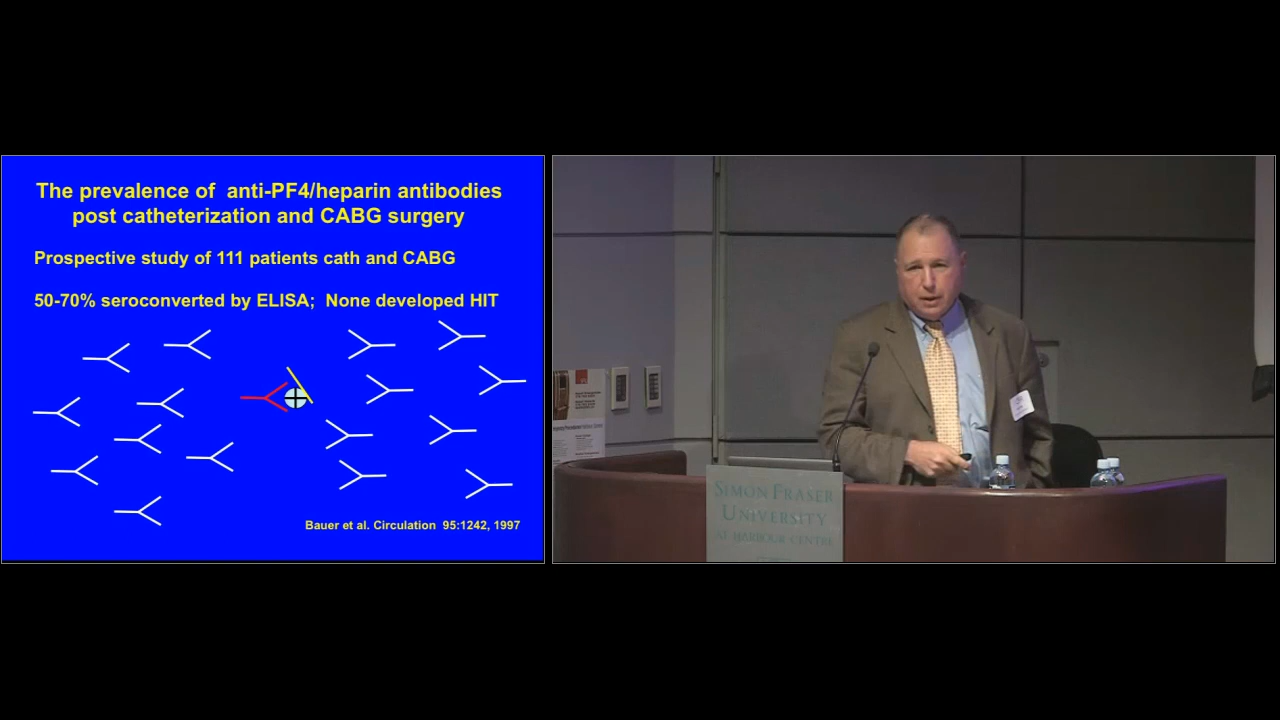 The prevalence of anti-PF4/heparin antibodies
post catheterization and CABG surgery
Prospective study of 111 patients cath and CABG
50-70% seroconverted by ELISA; None developed HIT
Bauer et al. Circulation 95:1242, 1997
SIMON FRASER
UNIVERSITY
AT HARBOUR CENTRE